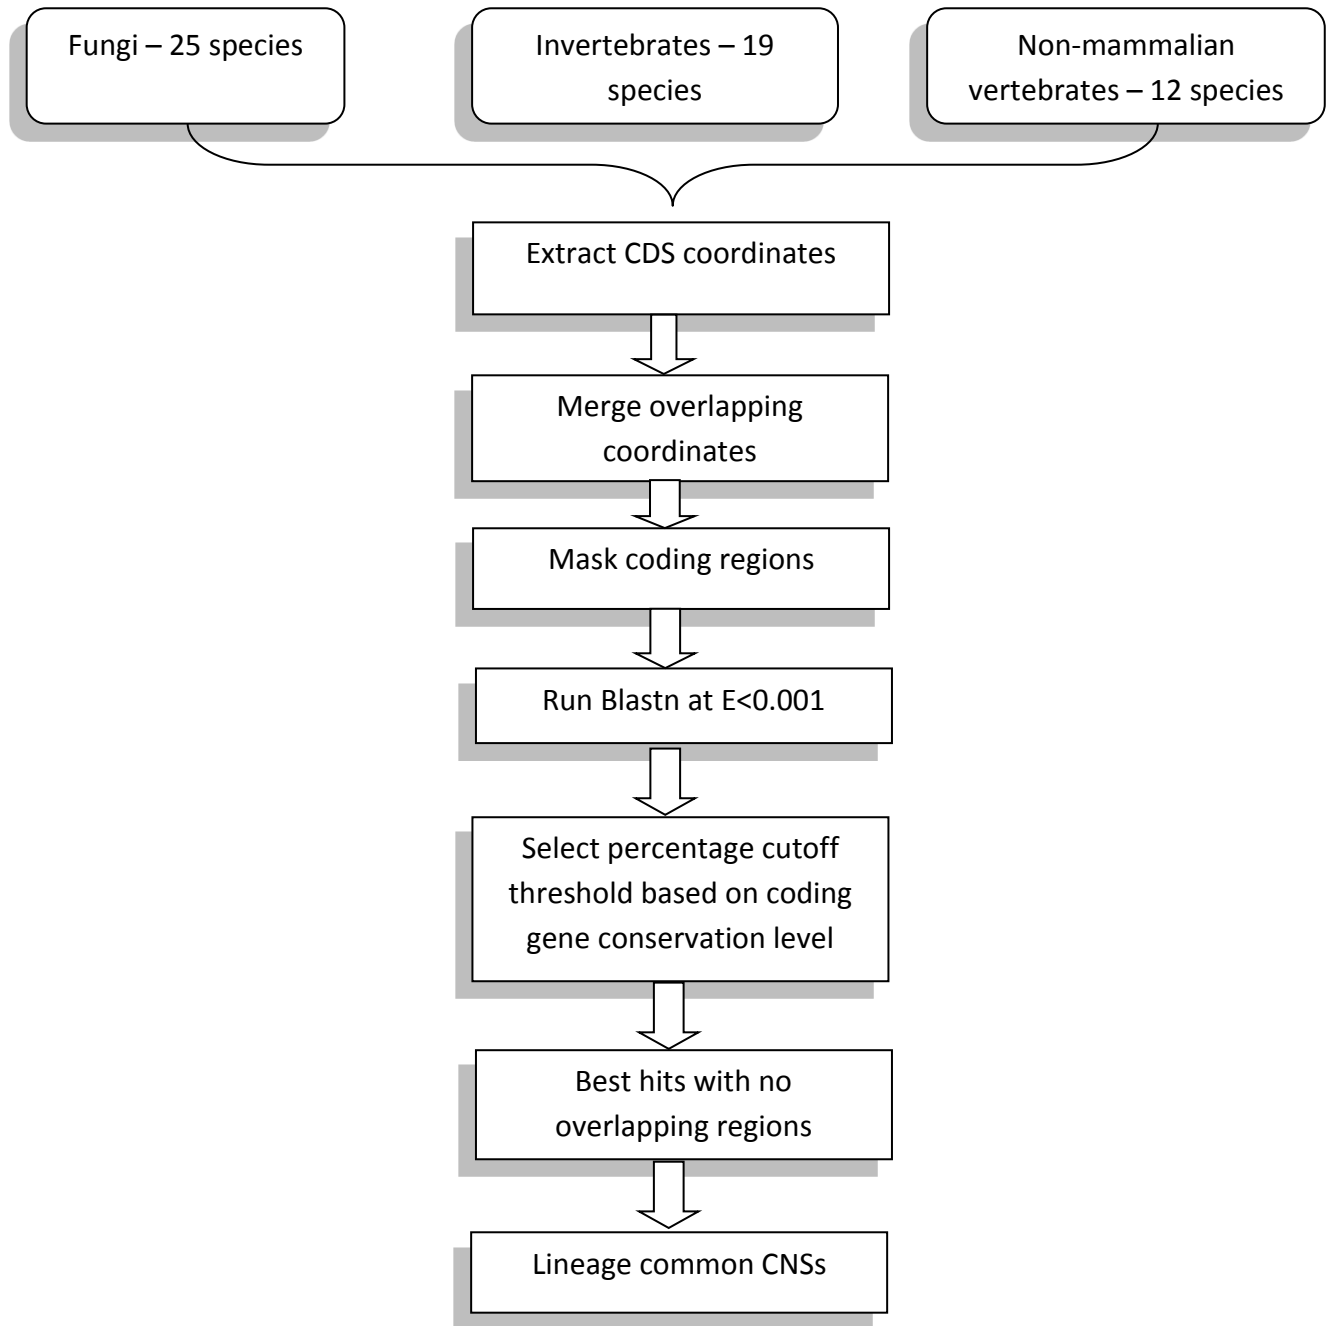 Fungi – 25 species
Invertebrates – 19
species
Non-mammalian
vertebrates – 12 species
Extract CDS coordinates
Merge overlapping
coordinates
Mask coding regions
Run Blastn at E<0.001
Select percentage cutoff
threshold based on coding
gene conservation level
Best hits with no
overlapping regions
Lineage common CNSs